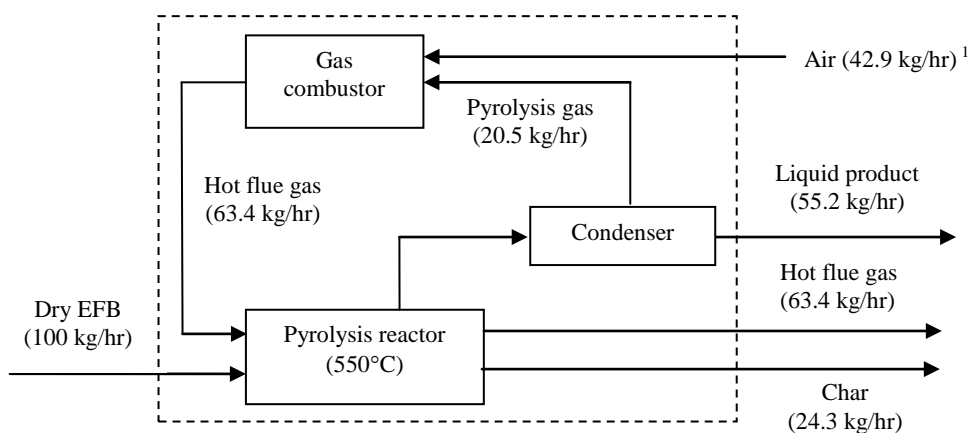 Gas
combustor
Air (42.9 kg/hr) 1
Pyrolysis gas
(20.5 kg/hr)
Hot flue gas
(63.4 kg/hr)
Liquid product
(55.2 kg/hr)
Condenser
Hot flue gas
(63.4 kg/hr)
Dry EFB
(100 kg/hr)
Pyrolysis reactor
(550°C)
Char
(24.3 kg/hr)